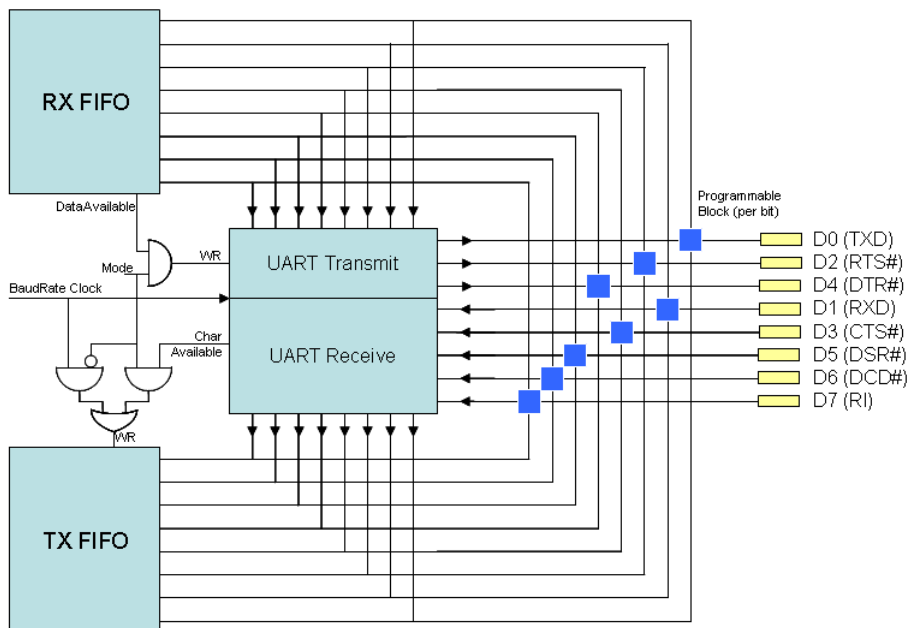 RX FIFO
DataAvailable
Programmable
Block (per bit)
Mode
WR
UART Transmit
D0 (TXD)
D2 (RTS#)
D4 (DTR#)
BaudRate Clock
D1 (RXD)
Char
Available
UART Receive
D3 (CTS#)
D5 (DSR#)
D6 (DCD#)
D7 (RI)
WR
TX FIFO